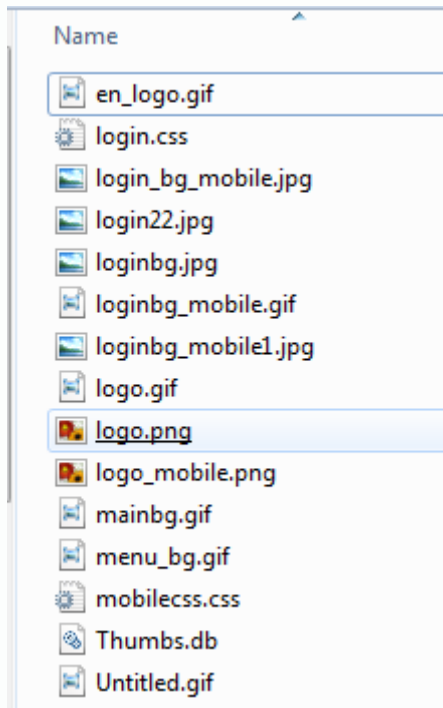 Name
en_logo.gif
login.css
login_bg_mobile.jpg
login22.jpg
loginbg.jpg
loginbg_mobile.gif
loginbg_mobile1.jpg
logo.gif
logo.png
logo_mobile.png
mainbg.gif
menu_bg.gif
mobilecss.css
Thumbs.db
Untitled.gif